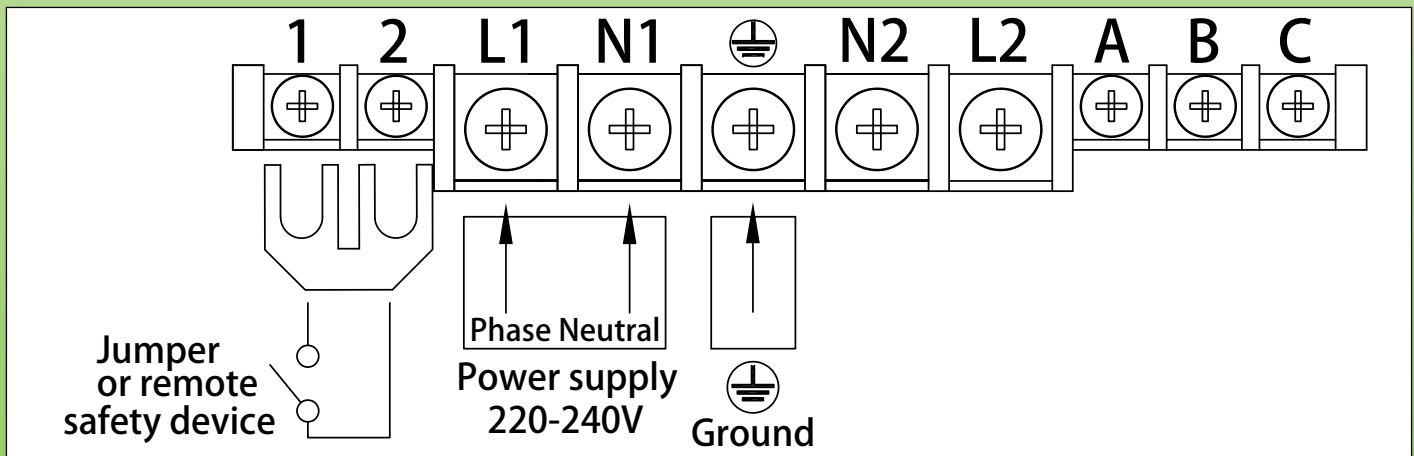 1 2 L1 N1 N2 L2 A B C
Phase Neutral
Jumper
or remote
safety device
Power supply
220-240V
Ground